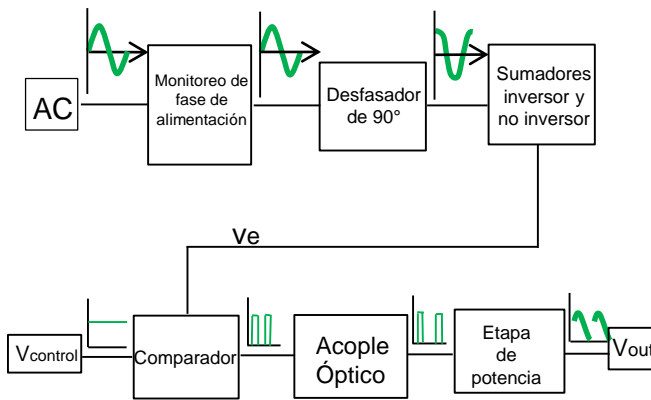 AC
Monitoreo de
fase de
alimentación
Desfasador
de 90°
Sumadores
inversor y
no inversor
Ve
Vcontrol
Comparador
Acople
Óptico
Etapa
de
potencia
Vout